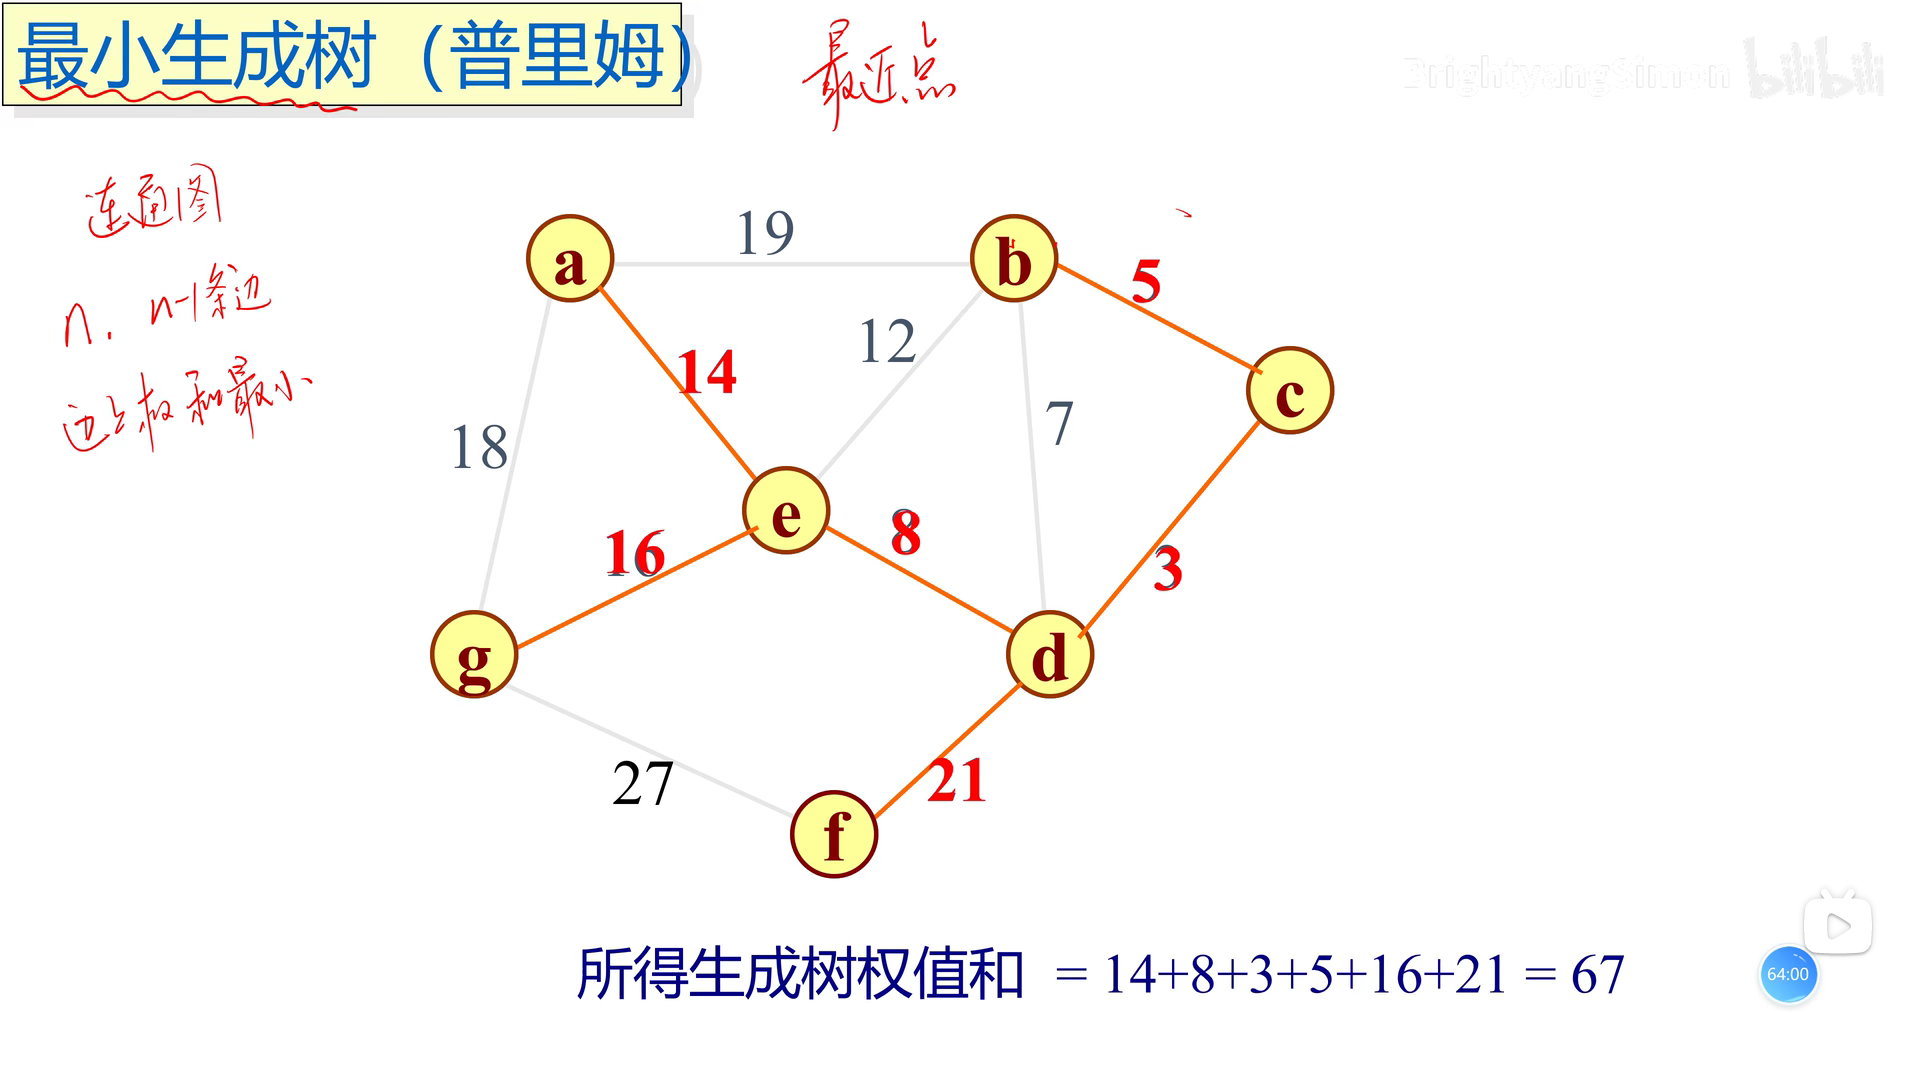 最小生成树（普里姆）
最近点
BrightyangSimon bilibili
连通图
n. n-1条边
边上权和最小
a
19
b
5
14
12
c
18
7
e
16
8
3
g
d
27
21
f
所得生成树权值和 = 14+8+3+5+16+21 = 67
64:00